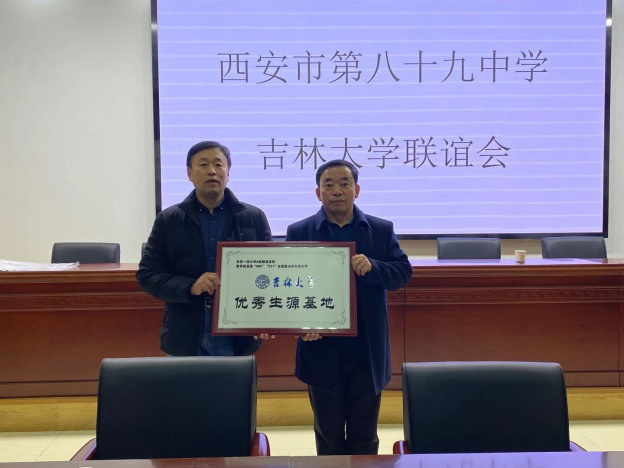 西安市第八十九中学
吉林大学联谊会
吉林大学
优秀生源基地